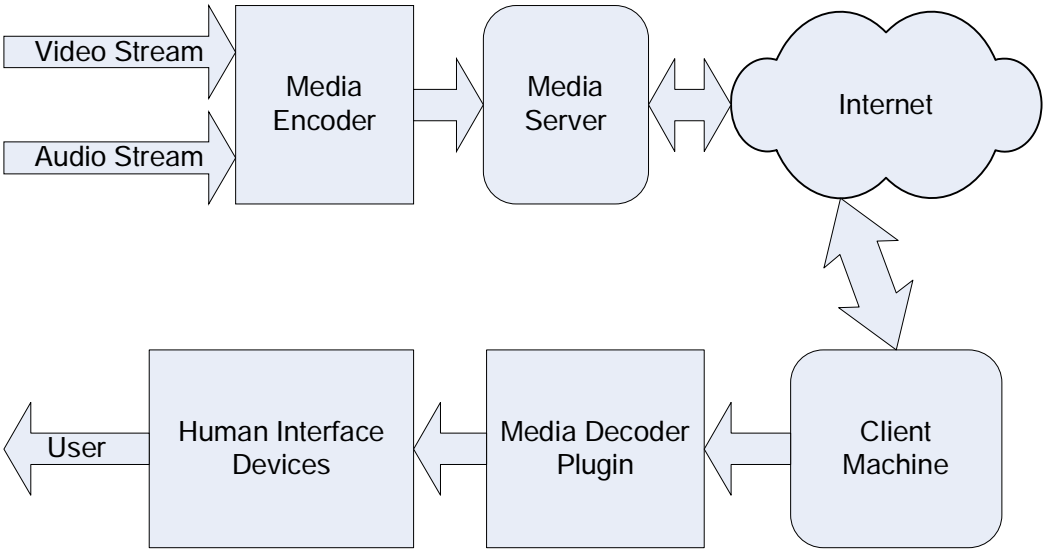 Video Stream
Audio Stream
Media
Encoder
Media
Server
Internet
User
Human Interface
Devices
Media Decoder
Plugin
Client
Machine